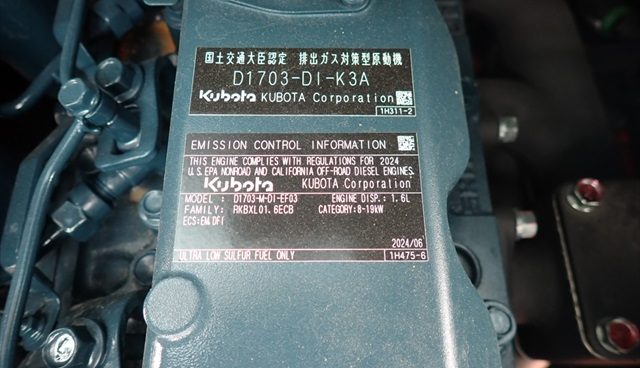 国土交通大臣認定 排出ガス対策型原動機
D1703-DI-K3A
Kubota KUBOTA Corporation
1H311-2
EMISSION CONTROL INFORMATION
THIS ENGINE COMPLIES WITH REGULATIONS FOR 2024
U.S. EPA NONROAD AND CALIFORNIA OFF-ROAD DIESEL ENGINES.
Kubota KUBOTA Corporation
MODEL: D1703-M-DI-EF03 ENGINE DISP.: 1.6L
FAMILY: RKBXL01.6ECB CATEGORY: 8-19kW
ECS: EM, DFI
2024/06
ULTRA LOW SULFUR FUEL ONLY 1H475-6